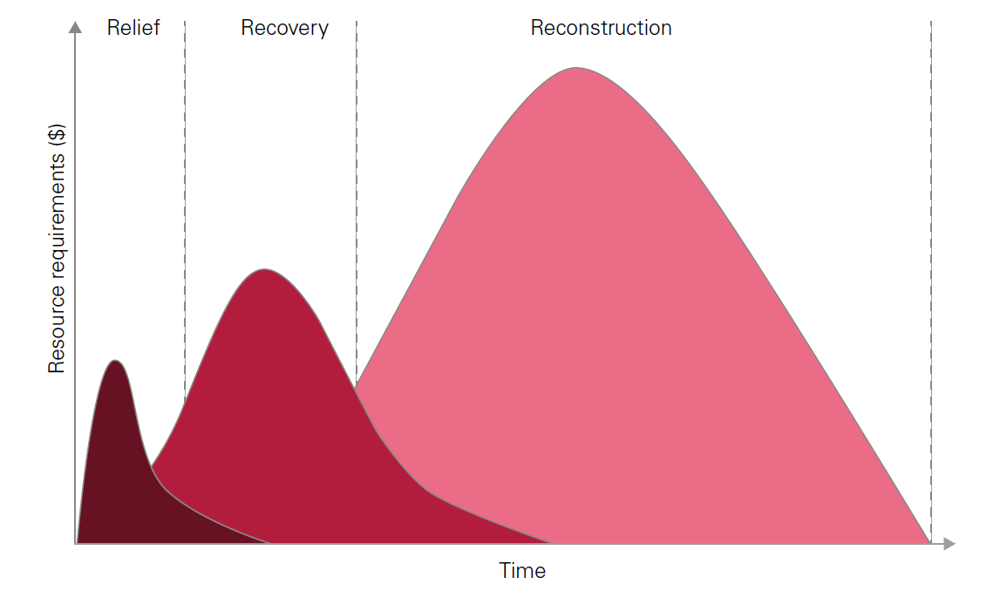 Relief
Recovery
Reconstruction
Resource requirements ($)
Time